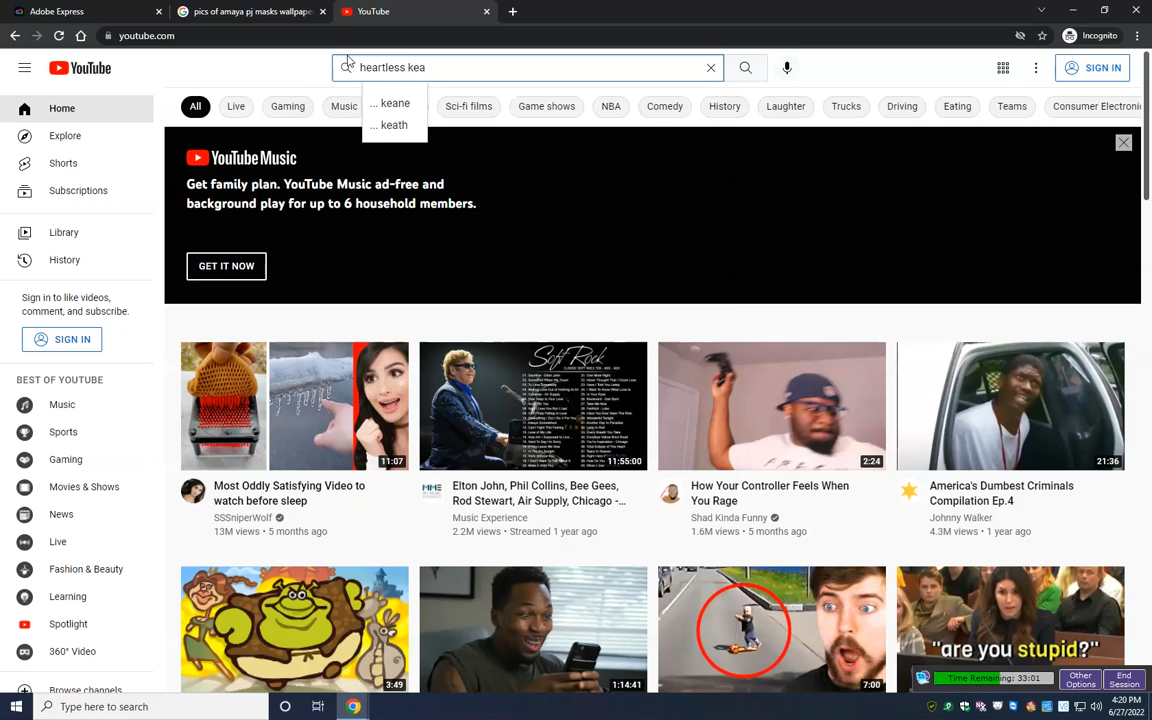 Adobe Express
pics of amaya pj masks wallpape
YouTube
youtube.com
Incognito
YouTube
heartless kea
SIGN IN
... keane
... keath
All
Live
Gaming
Music
Sci-fi films
Game shows
NBA
Comedy
History
Laughter
Trucks
Driving
Eating
Teams
Consumer Electroni
Home
Explore
Shorts
Subscriptions
Library
History
Sign in to like videos,
comment, and subscribe.
SIGN IN
BEST OF YOUTUBE
Music
Sports
Gaming
Movies & Shows
News
Live
Fashion & Beauty
Learning
Spotlight
360° Video
Browse channels
YouTube Music
Get family plan. YouTube Music ad-free and
background play for up to 6 household members.
GET IT NOW
11:07
Most Oddly Satisfying Video to
watch before sleep
SSSniperWolf
13M views • 5 months ago
Soft Rock
11:55:00
Elton John, Phil Collins, Bee Gees,
Rod Stewart, Air Supply, Chicago -...
Music Experience
2.2M views • Streamed 1 year ago
2:24
How Your Controller Feels When
You Rage
Shad Kinda Funny
1.6M views • 5 months ago
21:36
America's Dumbest Criminals
Compilation Ep.4
Johnny Walker
4.3M views • 1 year ago
3:49
1:14:41
7:00
"are you stupid?"
Time Remaining: 33:01
Other
Options
End
Session
Type here to search
4:20 PM
6/27/2022